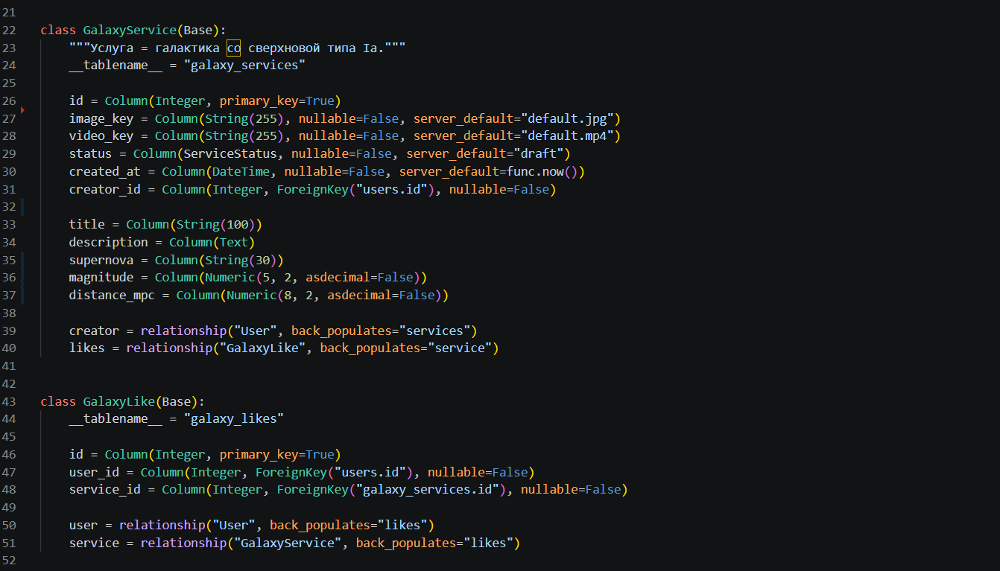 21
22 class GalaxyService(Base):
23 """Услуга = галактика со сверхновой типа Ia."""
24 __tablename__ = "galaxy_services"
25
26 id = Column(Integer, primary_key=True)
27 image_key = Column(String(255), nullable=False, server_default="default.jpg")
28 video_key = Column(String(255), nullable=False, server_default="default.mp4")
29 status = Column(ServiceStatus, nullable=False, server_default="draft")
30 created_at = Column(DateTime, nullable=False, server_default=func.now())
31 creator_id = Column(Integer, ForeignKey("users.id"), nullable=False)
32
33 title = Column(String(100))
34 description = Column(Text)
35 supernova = Column(String(30))
36 magnitude = Column(Numeric(5, 2, asdecimal=False))
37 distance_mpc = Column(Numeric(8, 2, asdecimal=False))
38
39 creator = relationship("User", back_populates="services")
40 likes = relationship("GalaxyLike", back_populates="service")
41
42
43 class GalaxyLike(Base):
44 __tablename__ = "galaxy_likes"
45
46 id = Column(Integer, primary_key=True)
47 user_id = Column(Integer, ForeignKey("users.id"), nullable=False)
48 service_id = Column(Integer, ForeignKey("galaxy_services.id"), nullable=False)
49
50 user = relationship("User", back_populates="likes")
51 service = relationship("GalaxyService", back_populates="likes")
52